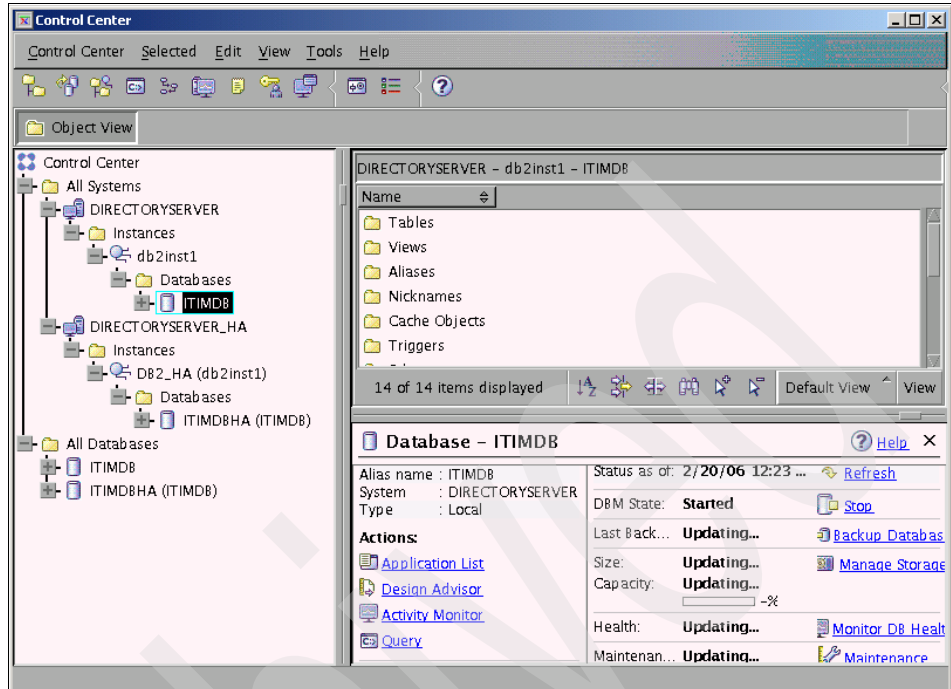 Control Center
Control Center Selected Edit View Tools Help
Object View
Control Center
All Systems
DIRECTORYSERVER
Instances
db2inst1
Databases
ITIMDB
DIRECTORYSERVER_HA
Instances
DB2_HA (db2inst1)
Databases
ITIMDBHA (ITIMDB)
All Databases
ITIMDB
ITIMDBHA (ITIMDB)
DIRECTORYSERVER – db2inst1 – ITIMDB
Name
Tables
Views
Aliases
Nicknames
Cache Objects
Triggers
14 of 14 items displayed
Default View View
Database – ITIMDB
Help
Alias name : ITIMDB
System : DIRECTORYSERVER
Type : Local
Actions:
Application List
Design Advisor
Activity Monitor
Query
Status as of: 2/20/06 12:23 ... Refresh
DBM State: Started Stop
Last Back... Updating... Backup Databas
Size: Updating... Manage Storage
Capacity: Updating...
-%
Health: Updating... Monitor DB Healt
Maintenan... Updating... Maintenance